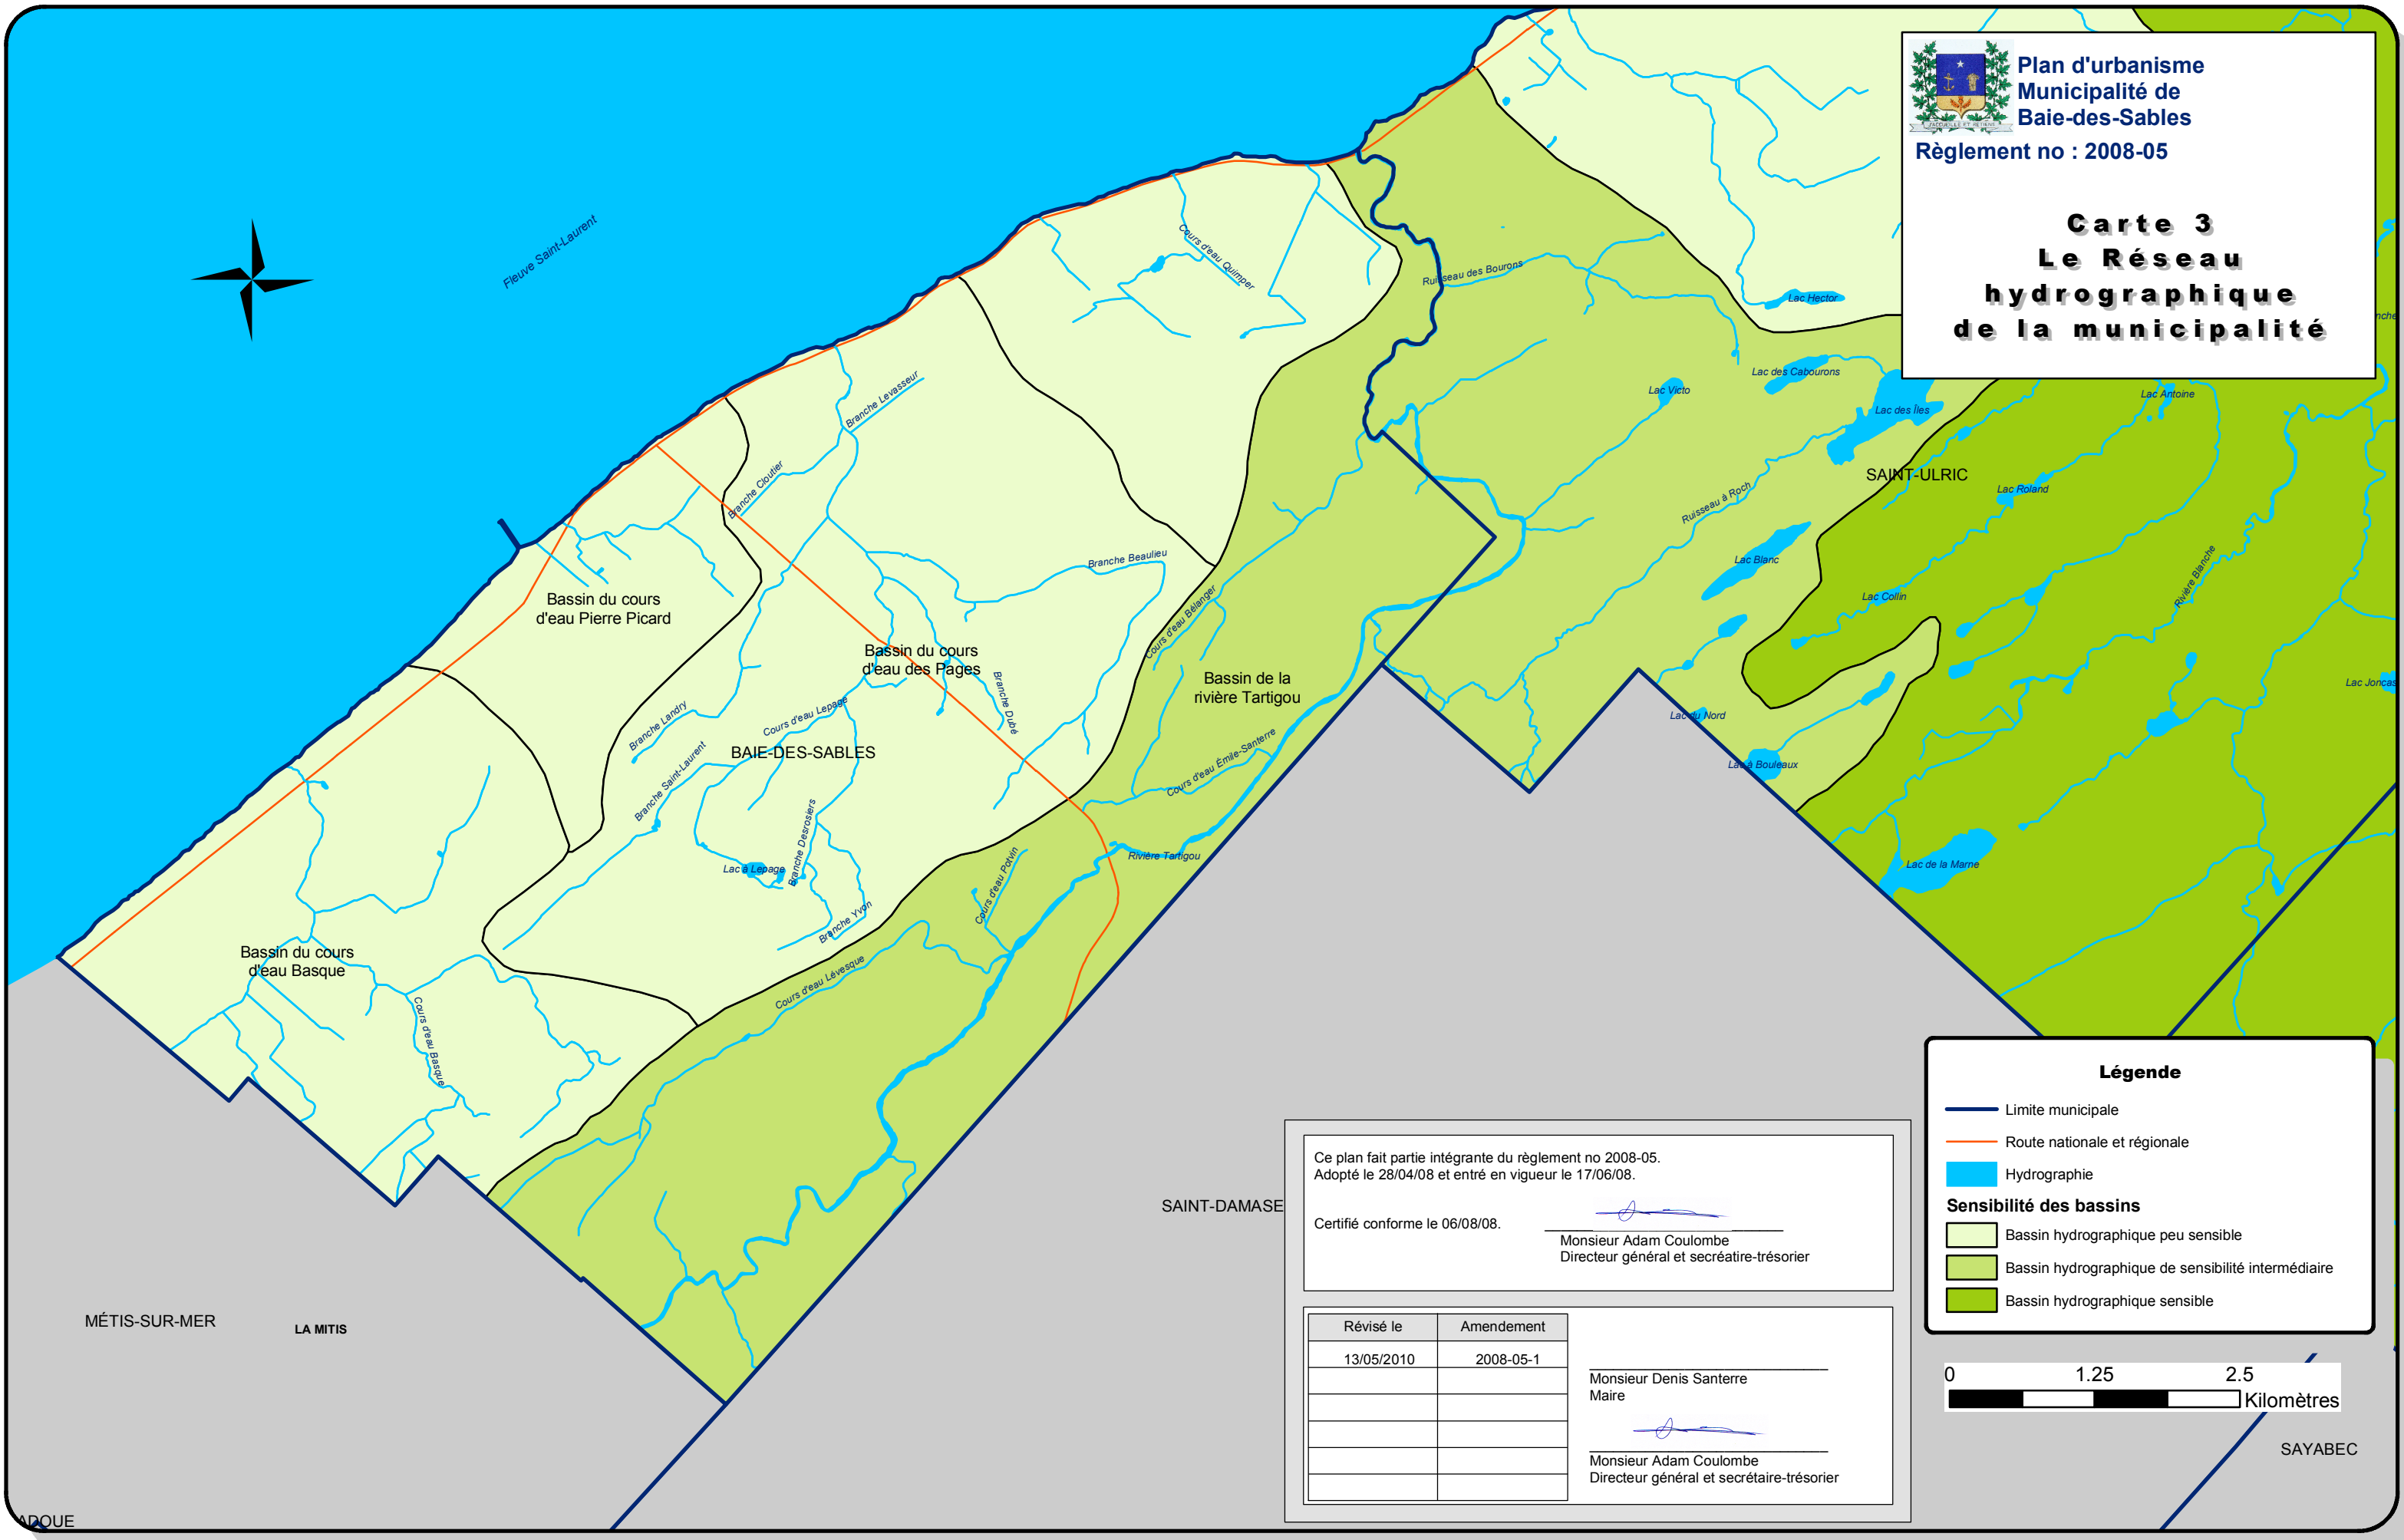 Plan d'urbanisme
Municipalité de
Baie-des-Sables
Règlement no : 2008-05
Carte 3
Le Réseau
hydrographique
de la municipalité
Fleuve Saint-Laurent
Cours d'eau Quimper
Ruisseau des Bourons
Lac Hector
Branche Levasseur
Lac Victo
Lac des Cabourons
Lac des Îles
Lac Antoine
Branche Cloutier
SAINT-ULRIC
Lac Roland
Ruisseau à Roch
Branche Beaulieu
Lac Blanc
Rivière Blanche
Lac Collin
Bassin du cours
d'eau Pierre Picard
Cours d'eau Bélanger
Bassin du cours
d'eau des Pages
Bassin de la
rivière Tartigou
Branche Dubé
Lac Joncas
Branche Landry
Cours d'eau Lepage
Lac du Nord
BAIE-DES-SABLES
Branche Saint-Laurent
Cours d'eau Émile-Santerre
Lac à Bouleaux
Branche Desrosiers
Rivière Tartigou
Lac à Lepage
Lac de la Marne
Cours d'eau Potvin
Branche Yvon
Bassin du cours
d'eau Basque
Cours d'eau Lévesque
Cours d'eau Basque
SAINT-DAMASE
MÉTIS-SUR-MER
LA MITIS
SAYABEC
ADOUE
Légende
Limite municipale
Route nationale et régionale
Hydrographie
Sensibilité des bassins
Bassin hydrographique peu sensible
Bassin hydrographique de sensibilité intermédiaire
Bassin hydrographique sensible
0 1.25 2.5
Kilomètres
Ce plan fait partie intégrante du règlement no 2008-05.
Adopté le 28/04/08 et entré en vigueur le 17/06/08.
Certifié conforme le 06/08/08.
Monsieur Adam Coulombe
Directeur général et secréatire-trésorier
Révisé le Amendement
13/05/2010 2008-05-1
Monsieur Denis Santerre
Maire
Monsieur Adam Coulombe
Directeur général et secrétaire-trésorier